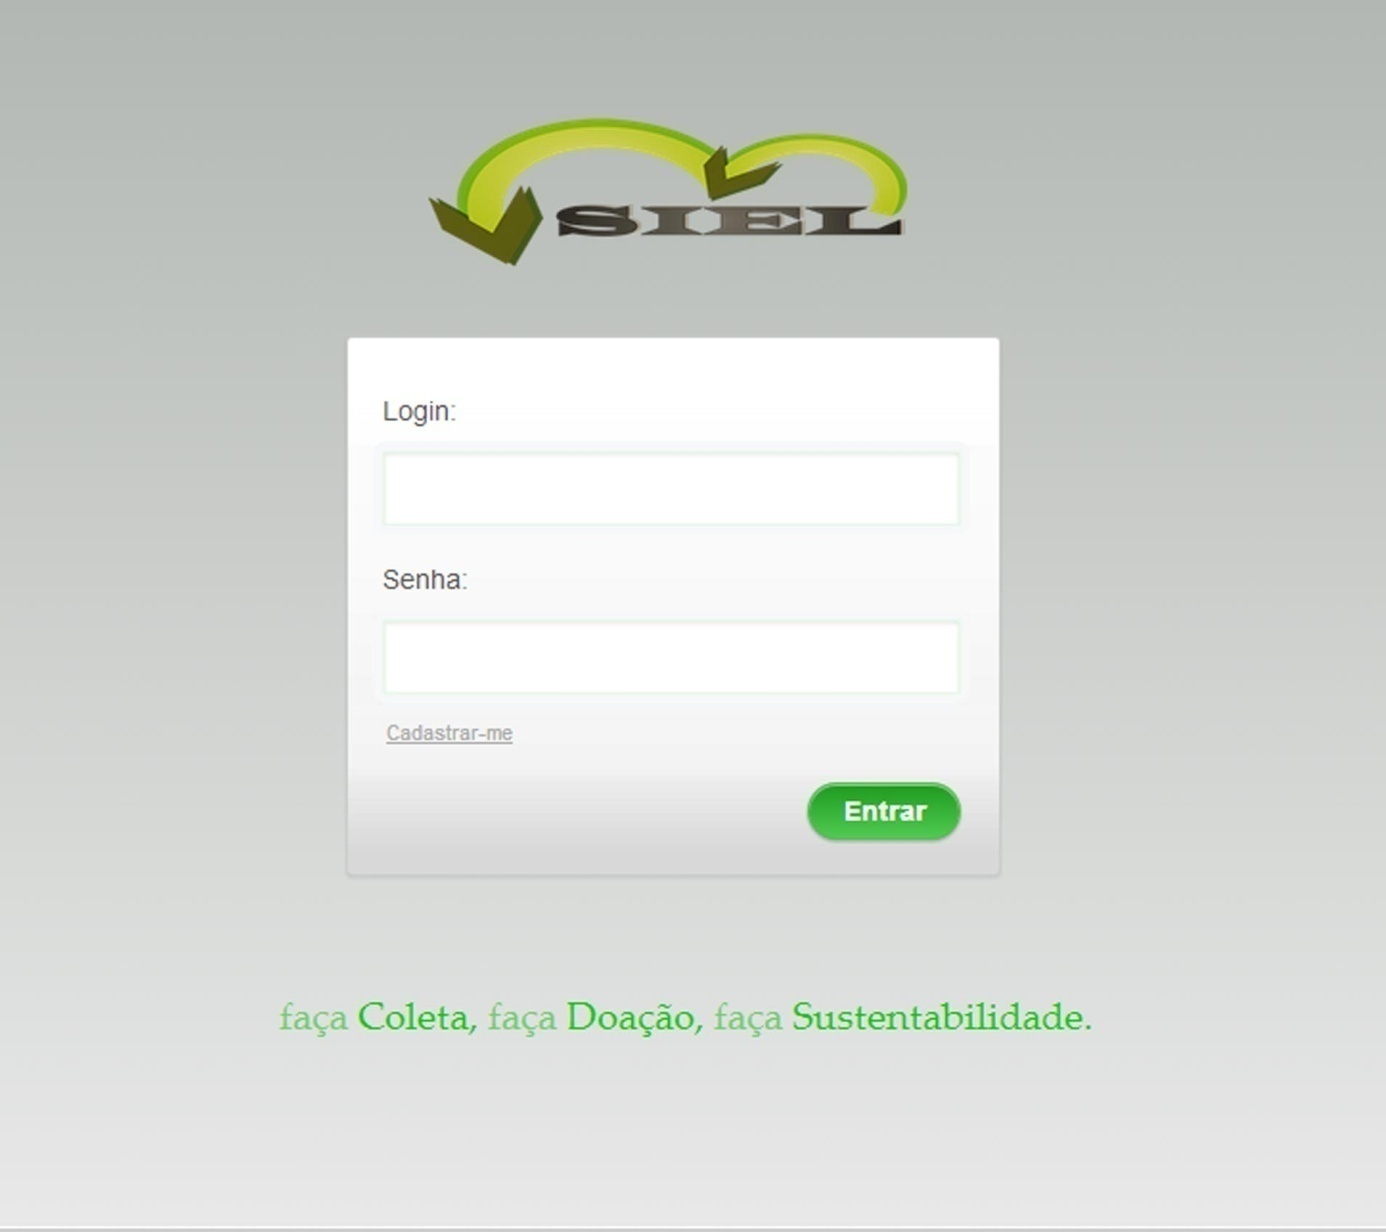 SIEL
Login:
Senha:
Cadastrar-me
Entrar
faça Coleta, faça Doação, faça Sustentabilidade.